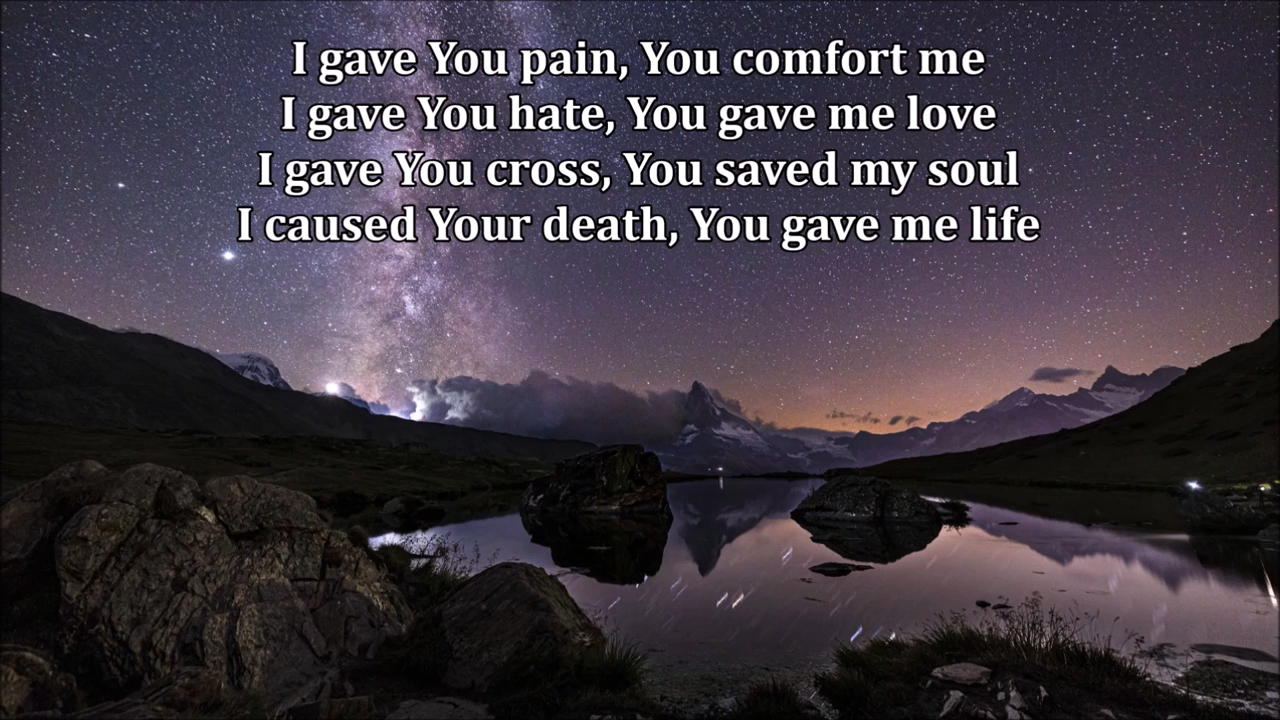 I gave You pain, You comfort me
I gave You hate, You gave me love
I gave You cross, You saved my soul
I caused Your death, You gave me life